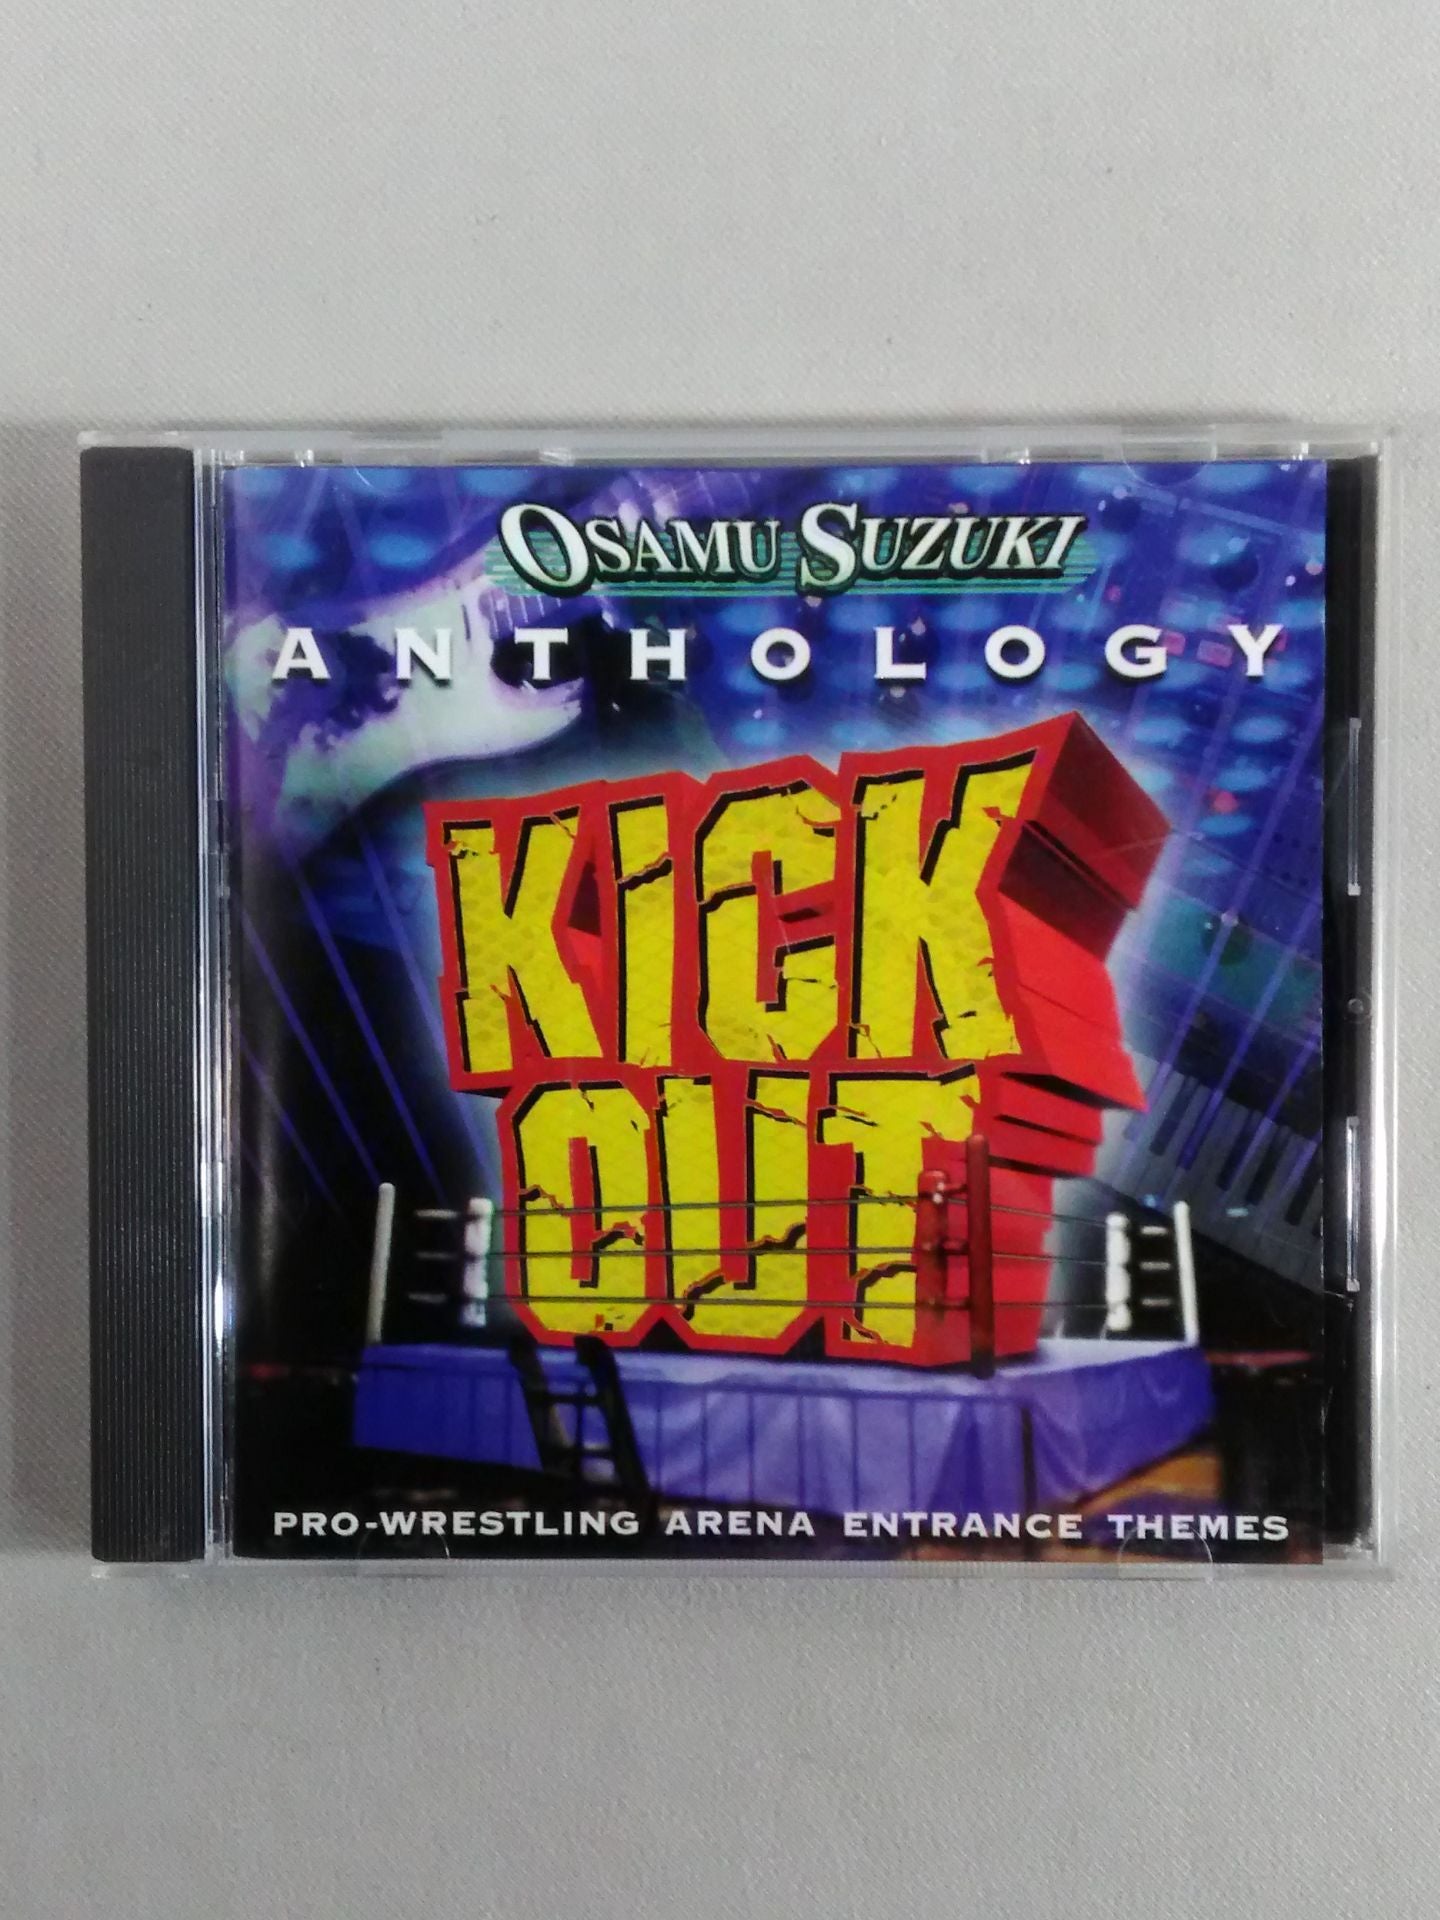 OSAMU SUZUKI
ANTHOLOGY
KICK
OUT
PRO-WRESTLING ARENA ENTRANCE THEMES